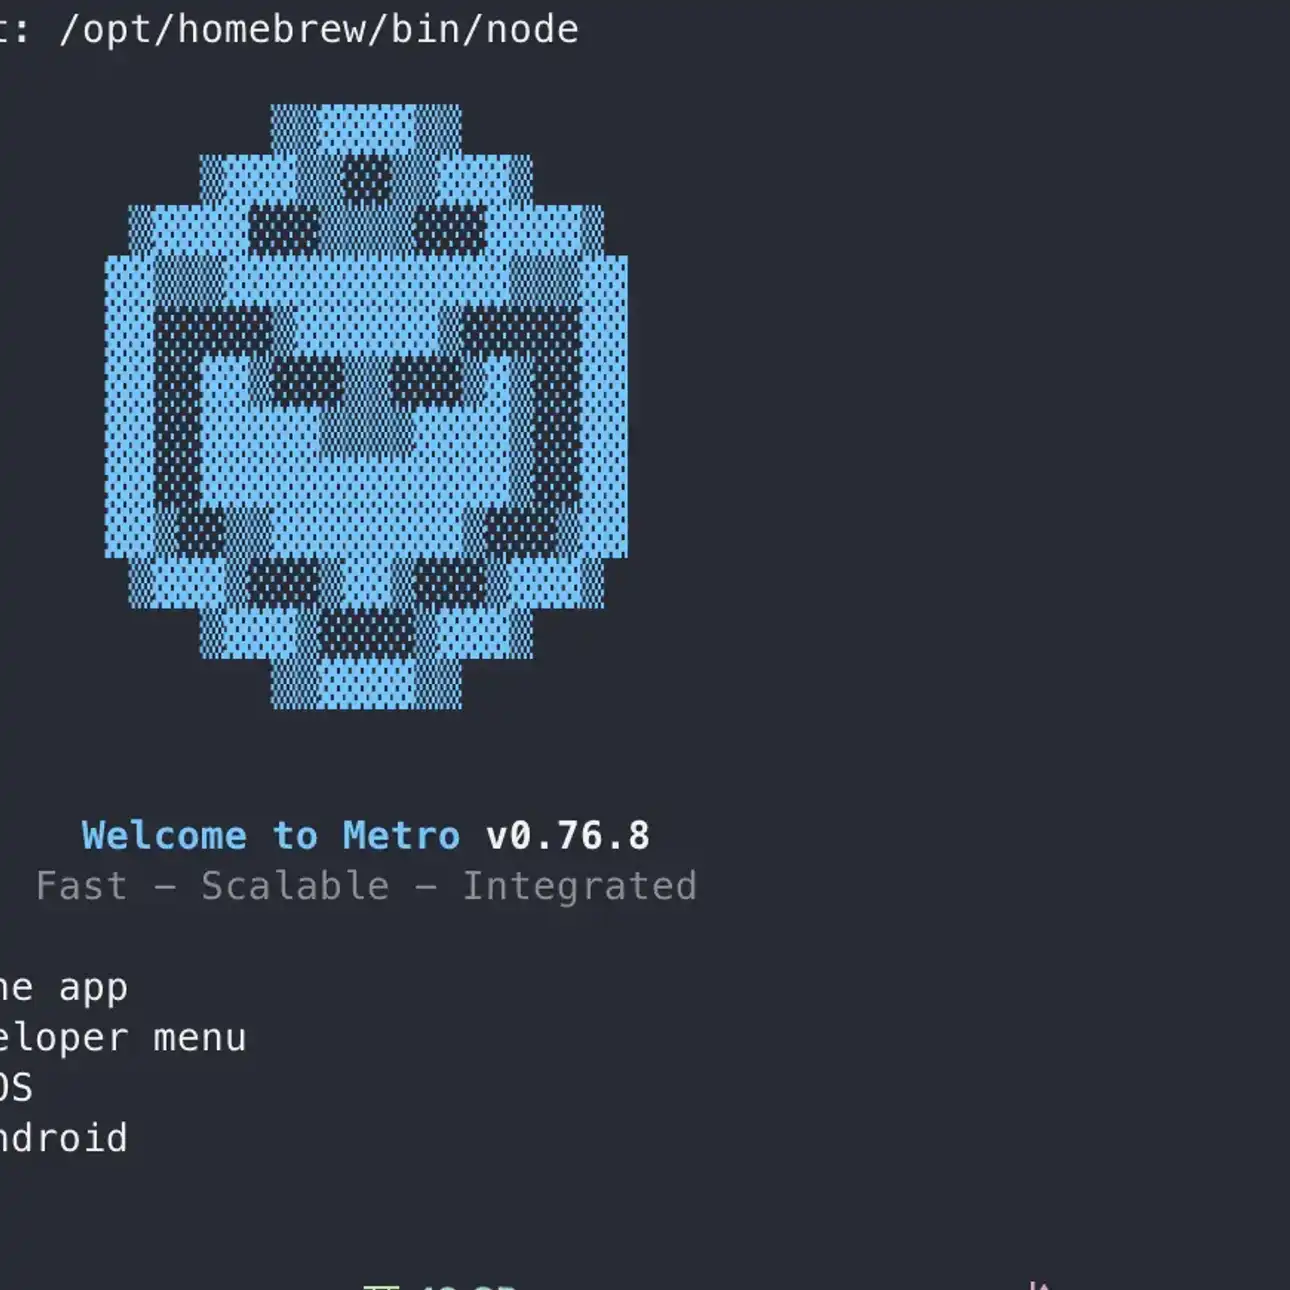 t: /opt/homebrew/bin/node
Welcome to Metro v0.76.8
Fast - Scalable - Integrated
he app
eloper menu
OS
ndroid